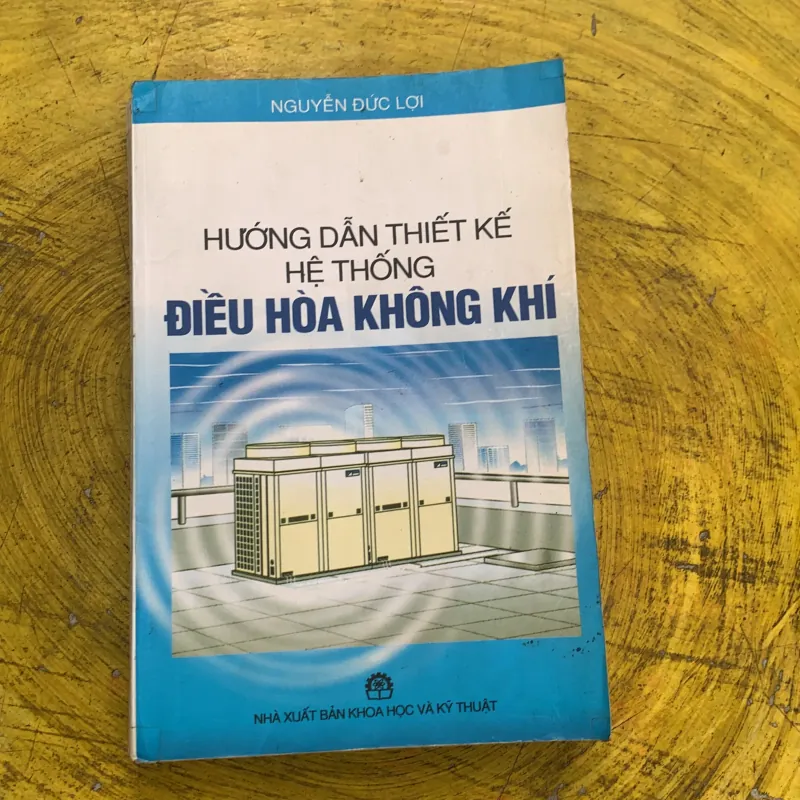 NGUYỄN ĐỨC LỢI
HƯỚNG DẪN THIẾT KẾ
HỆ THỐNG
ĐIỀU HÒA KHÔNG KHÍ
NHÀ XUẤT BẢN KHOA HỌC VÀ KỸ THUẬT